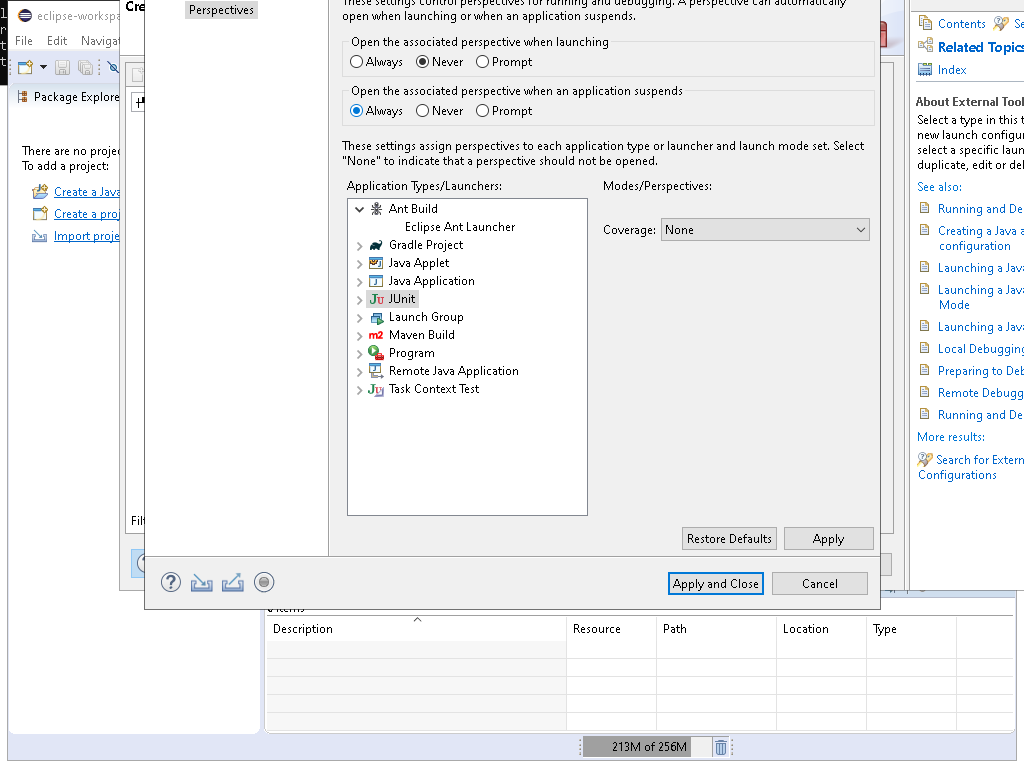 eclipse-workspa
Cre
File Edit Navigat
Package Explore
There are no projec
To add a project:
Create a Java
Create a proj
Import proje
Filt
Perspectives
These settings control perspectives for running and debugging. A perspective can automatically
open when launching or when an application suspends.
Open the associated perspective when launching
Always Never Prompt
Open the associated perspective when an application suspends
Always Never Prompt
These settings assign perspectives to each application type or launcher and launch mode set. Select
"None" to indicate that a perspective should not be opened.
Application Types/Launchers:
Modes/Perspectives:
Ant Build
Eclipse Ant Launcher
Gradle Project
Java Applet
Java Application
JUnit
Launch Group
Maven Build
Program
Remote Java Application
Task Context Test
Coverage: None
Restore Defaults
Apply
Apply and Close
Cancel
Contents
Se
Related Topics
Index
About External Tool
Select a type in this t
new launch configur
select a specific laun
duplicate, edit or del
See also:
Running and De
Creating a Java a
configuration
Launching a Java
Launching a Java
Mode
Launching a Java
Local Debugging
Preparing to Deb
Remote Debugg
Running and De
More results:
Search for Extern
Configurations
0 items
Description Resource Path Location Type
213M of 256M